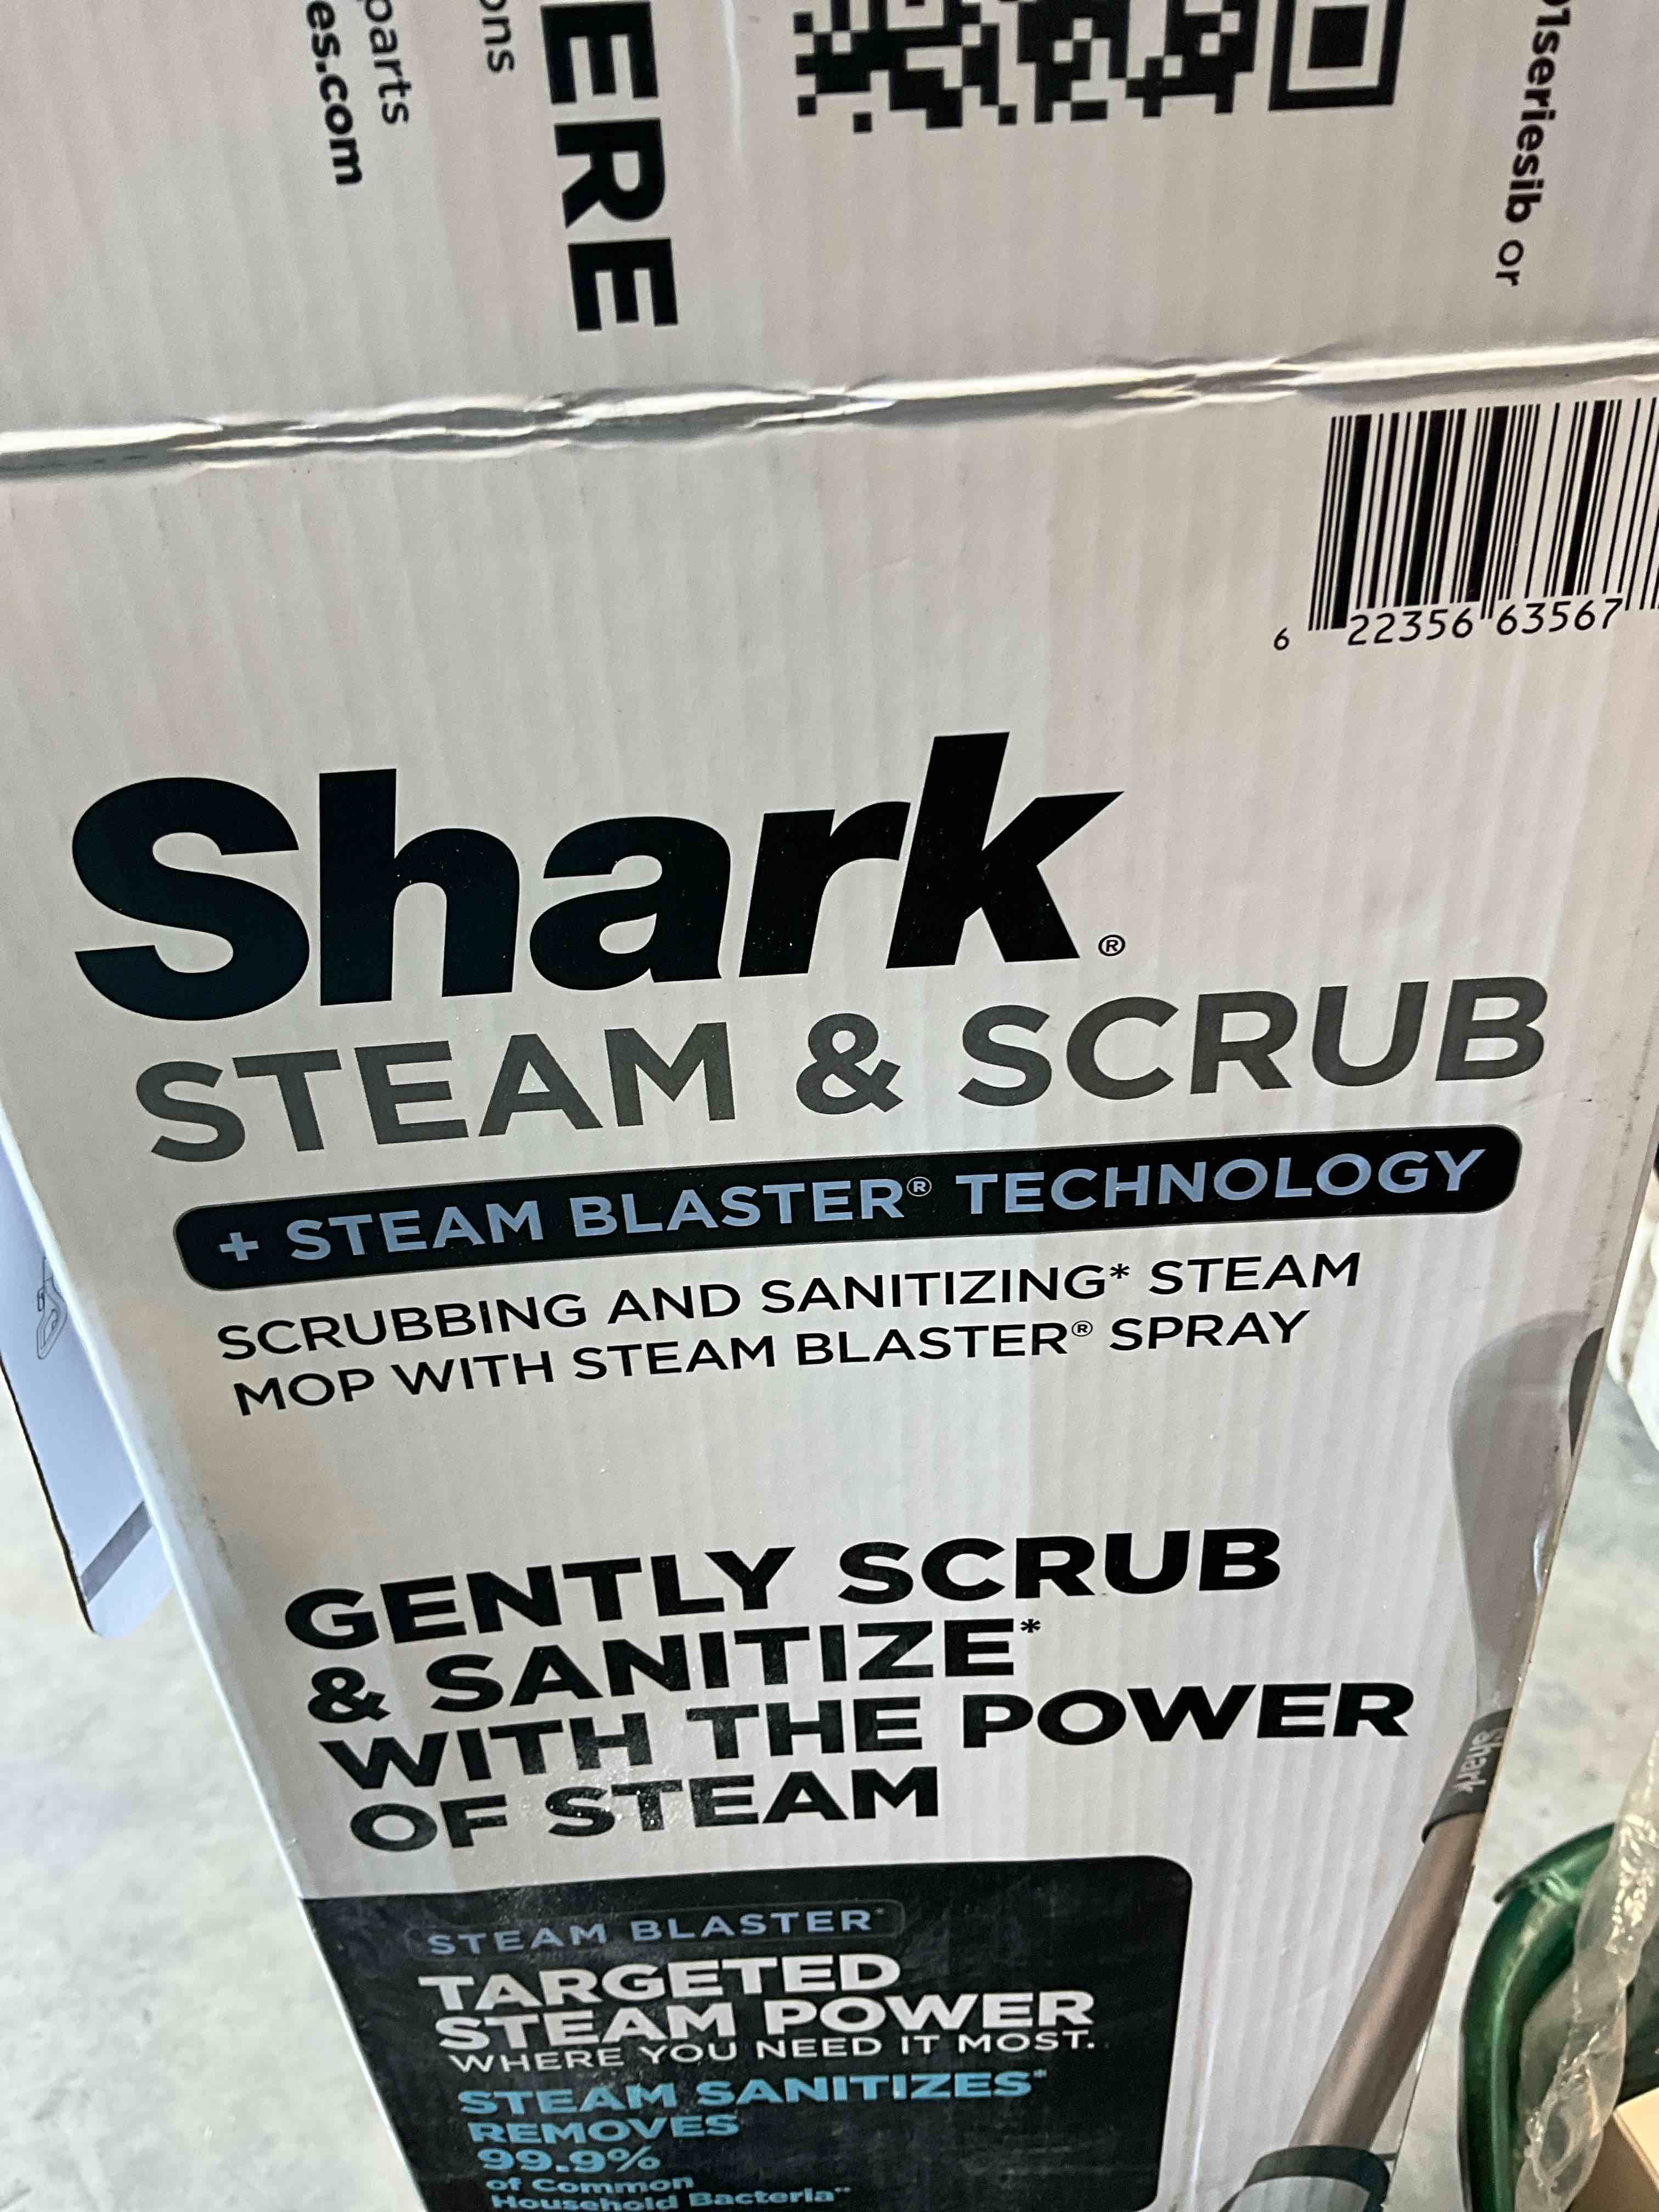 parts
es.com
ons
ERE
01seriesib or
6 22356 63567
Shark®
STEAM & SCRUB
+ STEAM BLASTER® TECHNOLOGY
SCRUBBING AND SANITIZING* STEAM
MOP WITH STEAM BLASTER® SPRAY
GENTLY SCRUB
& SANITIZE*
WITH THE POWER
OF STEAM
Shark
STEAM BLASTER®
TARGETED
STEAM POWER
WHERE YOU NEED IT MOST.
STEAM SANITIZES*
REMOVES
99.9%
of Common
Household Bacteria**